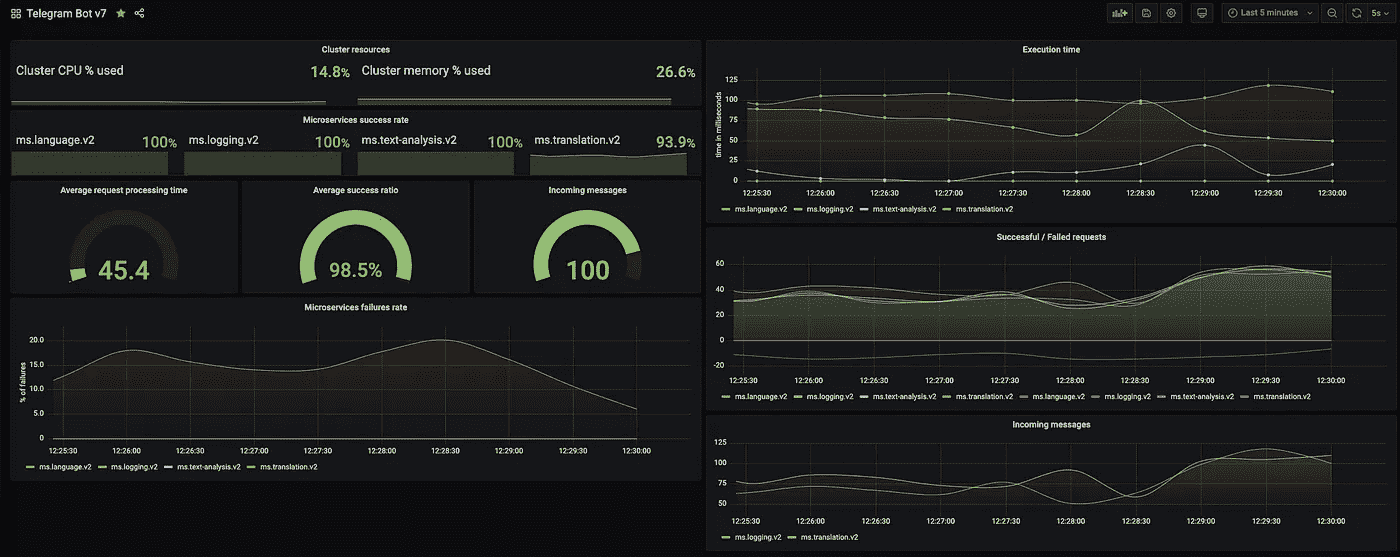 Telegram Bot v7
Last 5 minutes
5s
Cluster resources
Cluster CPU % used 14.8%
Cluster memory % used 26.6%
Microservices success rate
ms.language.v2 100%
ms.logging.v2 100%
ms.text-analysis.v2 100%
ms.translation.v2 93.9%
Average request processing time
45.4
Average success ratio
98.5%
Incoming messages
100
Microservices failures rate
% of failures
20.0
15.0
10.0
5.0
0
12:25:30 12:26:00 12:26:30 12:27:00 12:27:30 12:28:00 12:28:30 12:29:00 12:29:30 12:30:00
ms.language.v2 ms.logging.v2 ms.text-analysis.v2 ms.translation.v2
Execution time
time in milliseconds
125
100
75
50
25
0
12:25:30 12:26:00 12:26:30 12:27:00 12:27:30 12:28:00 12:28:30 12:29:00 12:29:30 12:30:00
ms.language.v2 ms.logging.v2 ms.text-analysis.v2 ms.translation.v2
Successful / Failed requests
60
40
20
0
-20
12:25:30 12:26:00 12:26:30 12:27:00 12:27:30 12:28:00 12:28:30 12:29:00 12:29:30 12:30:00
ms.language.v2 ms.logging.v2 ms.text-analysis.v2 ms.translation.v2 ms.language.v2 ms.logging.v2 ms.text-analysis.v2 ms.translation.v2
Incoming messages
125
100
75
50
12:25:30 12:26:00 12:26:30 12:27:00 12:27:30 12:28:00 12:28:30 12:29:00 12:29:30 12:30:00
ms.logging.v2 ms.translation.v2